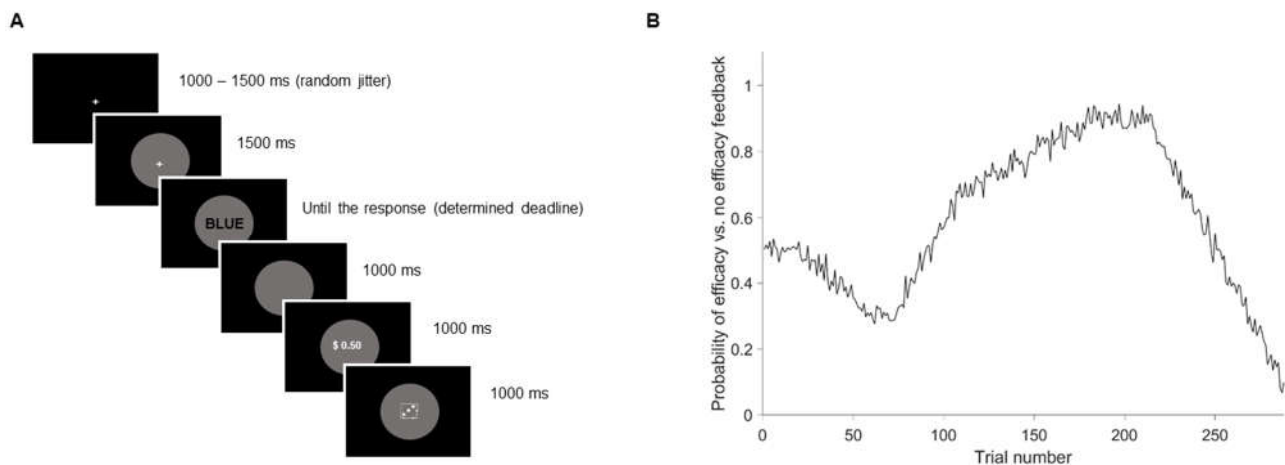 A
1000 – 1500 ms (random jitter)
1500 ms
BLUE
Until the response (determined deadline)
1000 ms
$ 0.50
1000 ms
1000 ms
B
Probability of efficacy vs. no efficacy feedback
1
0.8
0.6
0.4
0.2
0
0 50 100 150 200 250
Trial number